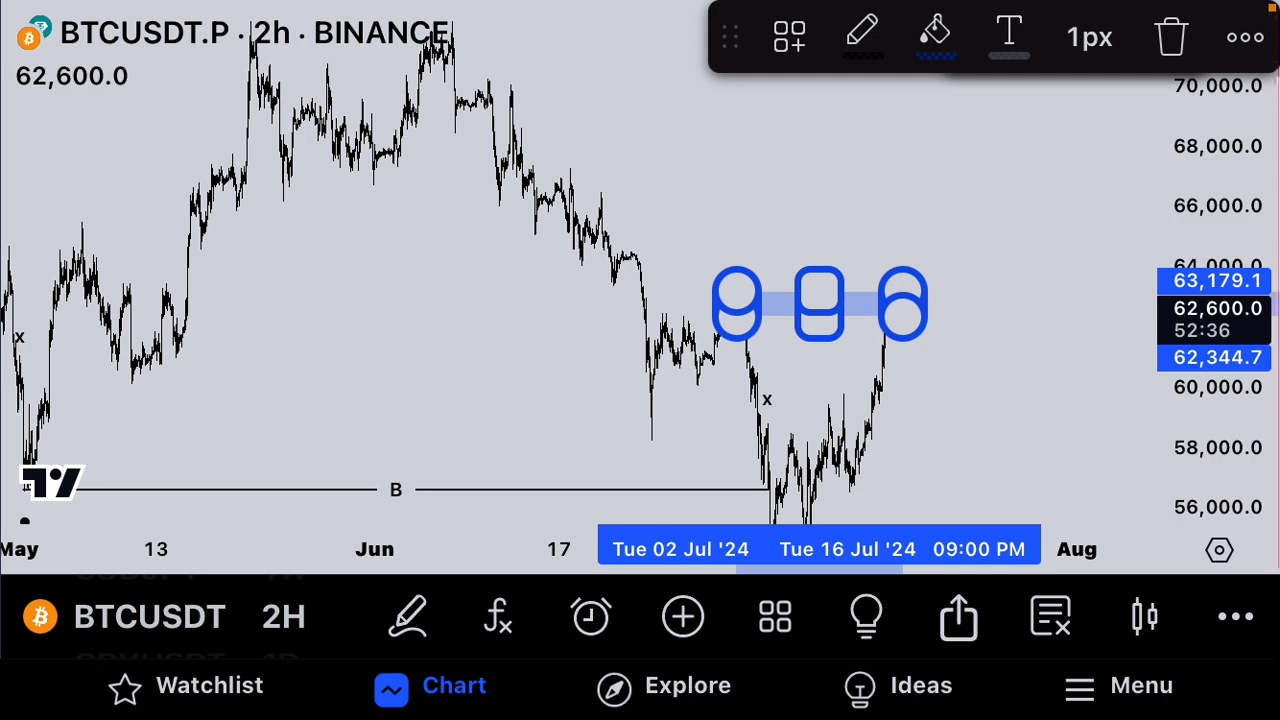 BTCUSDT.P · 2h · BINANCE
62,600.0
1px
70,000.0
68,000.0
66,000.0
64,000.0
63,179.1
62,600.0
52:36
62,344.7
60,000.0
58,000.0
56,000.0
x
x
B
May 13 Jun 17 Tue 02 Jul '24 Tue 16 Jul '24 09:00 PM Aug
BTCUSDT 2H
Watchlist Chart Explore Ideas Menu